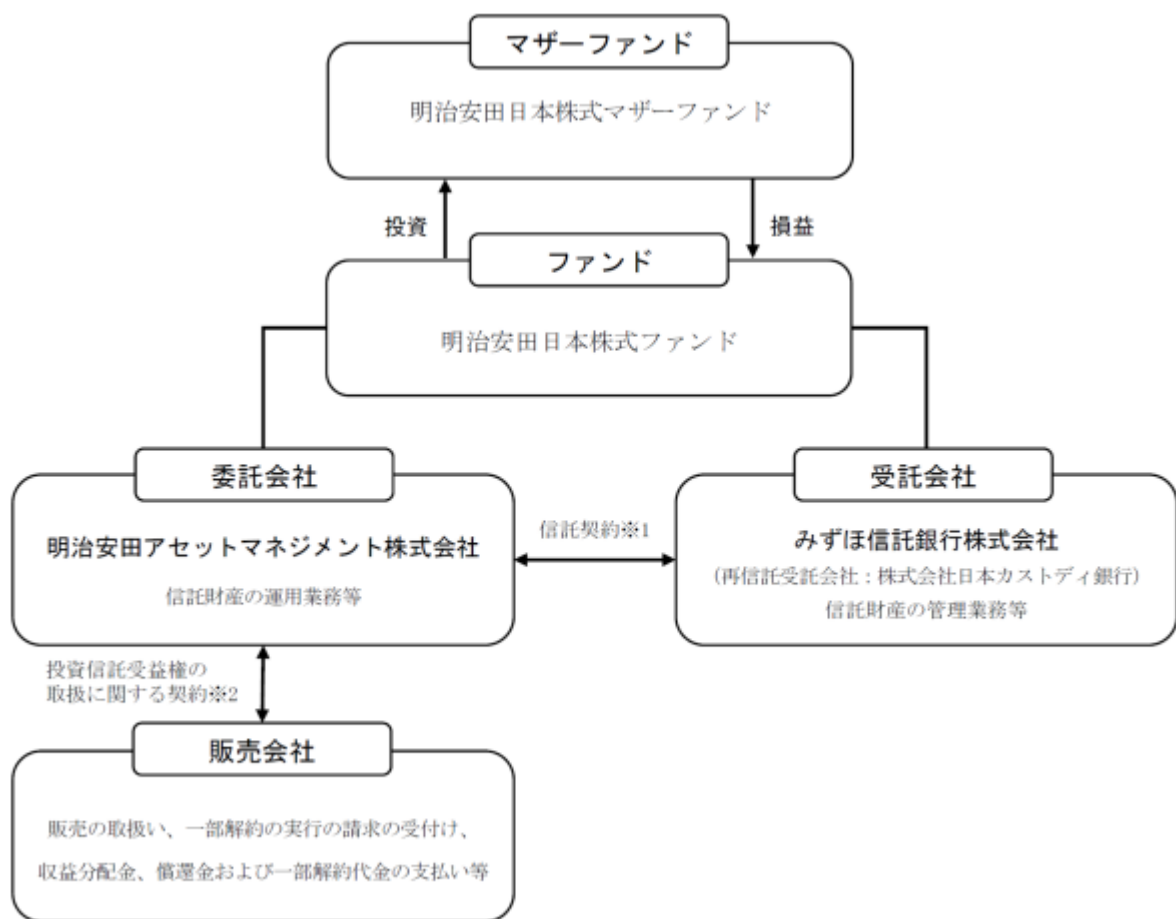 マザーファンド
明治安田日本株式マザーファンド
投資
損益
ファンド
明治安田日本株式ファンド
委託会社
明治安田アセットマネジメント株式会社
信託財産の運用業務等
信託契約※1
受託会社
みずほ信託銀行株式会社
(再信託受託会社:株式会社日本カストディ銀行)
信託財産の管理業務等
投資信託受益権の
取扱に関する契約※2
販売会社
販売の取扱い、一部解約の実行の請求の受付け、
収益分配金、償還金および一部解約代金の支払い等